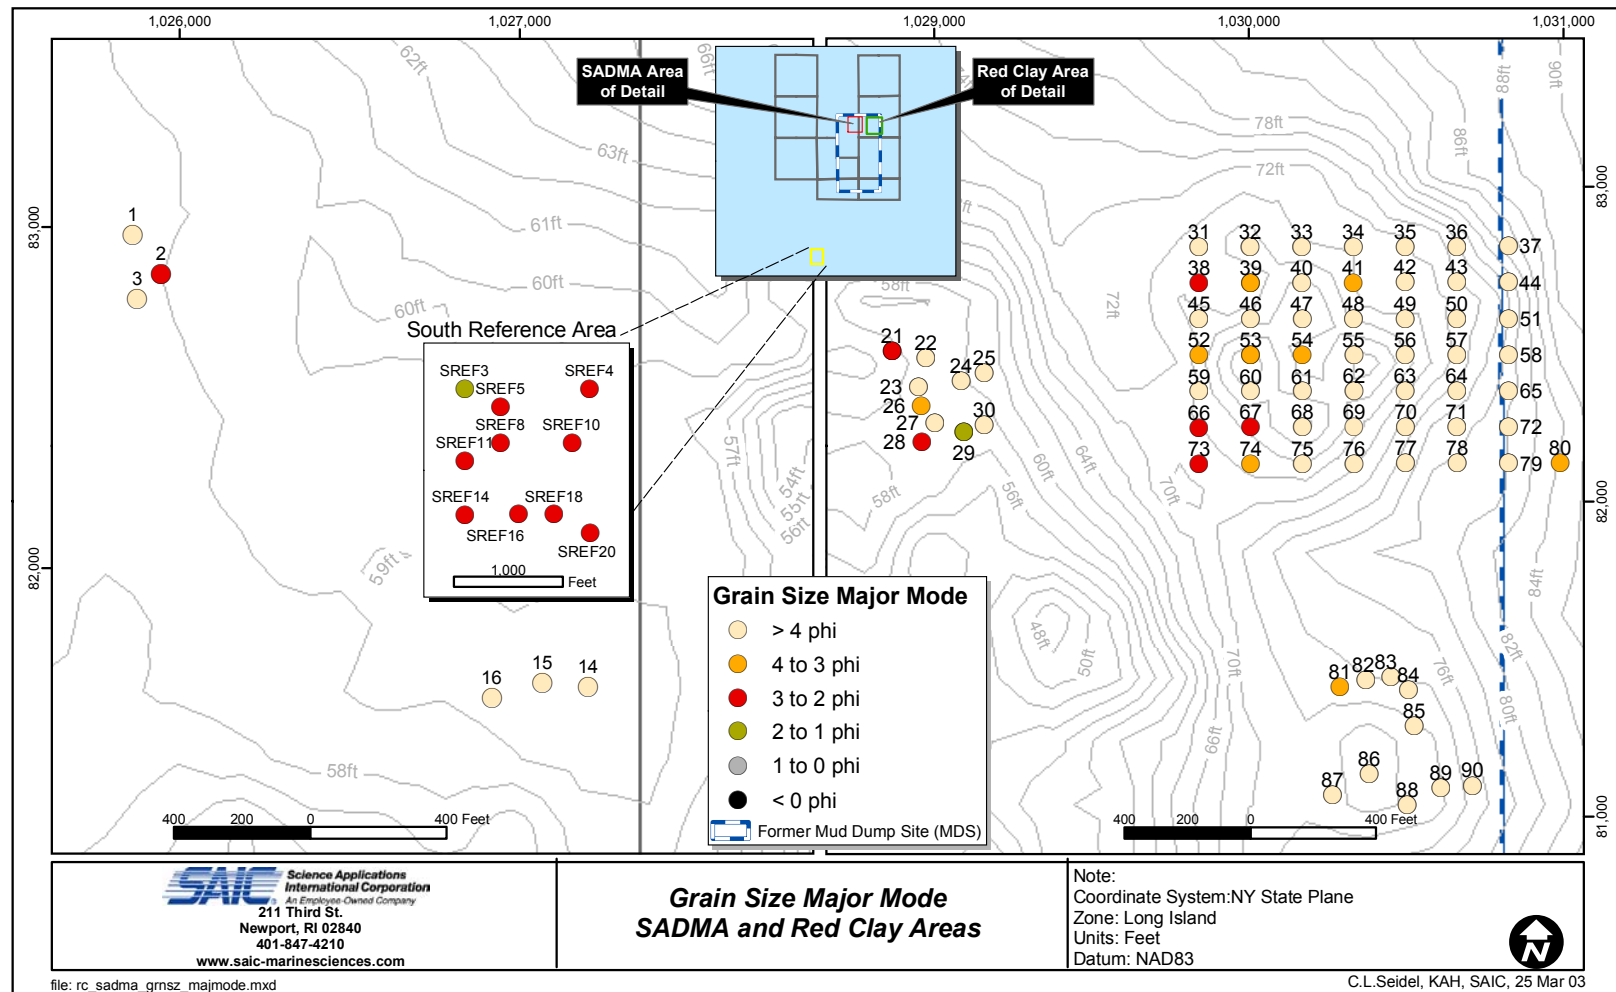 1,026,000
1,027,000
1,029,000
1,030,000
1,031,000
83,000
82,000
83,000
82,000
81,000
SADMA Area
of Detail
Red Clay Area
of Detail
62ft
66ft
63ft
61ft
60ft
60ft
59ft
58ft
58ft
57ft
54ft
55ft
56ft
58ft
60ft
64ft
56ft
70ft
72ft
72ft
78ft
86ft
88ft
90ft
84ft
82ft
80ft
76ft
70ft
66ft
48ft
50ft
1
2
3
16
15
14
South Reference Area
SREF3
SREF4
SREF5
SREF8
SREF10
SREF11
SREF14
SREF18
SREF16
SREF20
1,000
Feet
21
22
24
25
23
26
27
30
28
29
31
32
33
34
35
36
37
38
39
40
41
42
43
44
45
46
47
48
49
50
51
52
53
54
55
56
57
58
59
60
61
62
63
64
65
66
67
68
69
70
71
72
73
74
75
76
77
78
79
80
81
82
83
84
85
86
87
88
89
90
Grain Size Major Mode
> 4 phi
4 to 3 phi
3 to 2 phi
2 to 1 phi
1 to 0 phi
< 0 phi
Former Mud Dump Site (MDS)
400 200 0 400 Feet
400 200 0 400 Feet
SAIC
Science Applications
International Corporation
An Employee-Owned Company
211 Third St.
Newport, RI 02840
401-847-4210
www.saic-marinesciences.com
Grain Size Major Mode
SADMA and Red Clay Areas
Note:
Coordinate System:NY State Plane
Zone: Long Island
Units: Feet
Datum: NAD83
N
file: rc_sadma_grnsz_majmode.mxd
C.L.Seidel, KAH, SAIC, 25 Mar 03